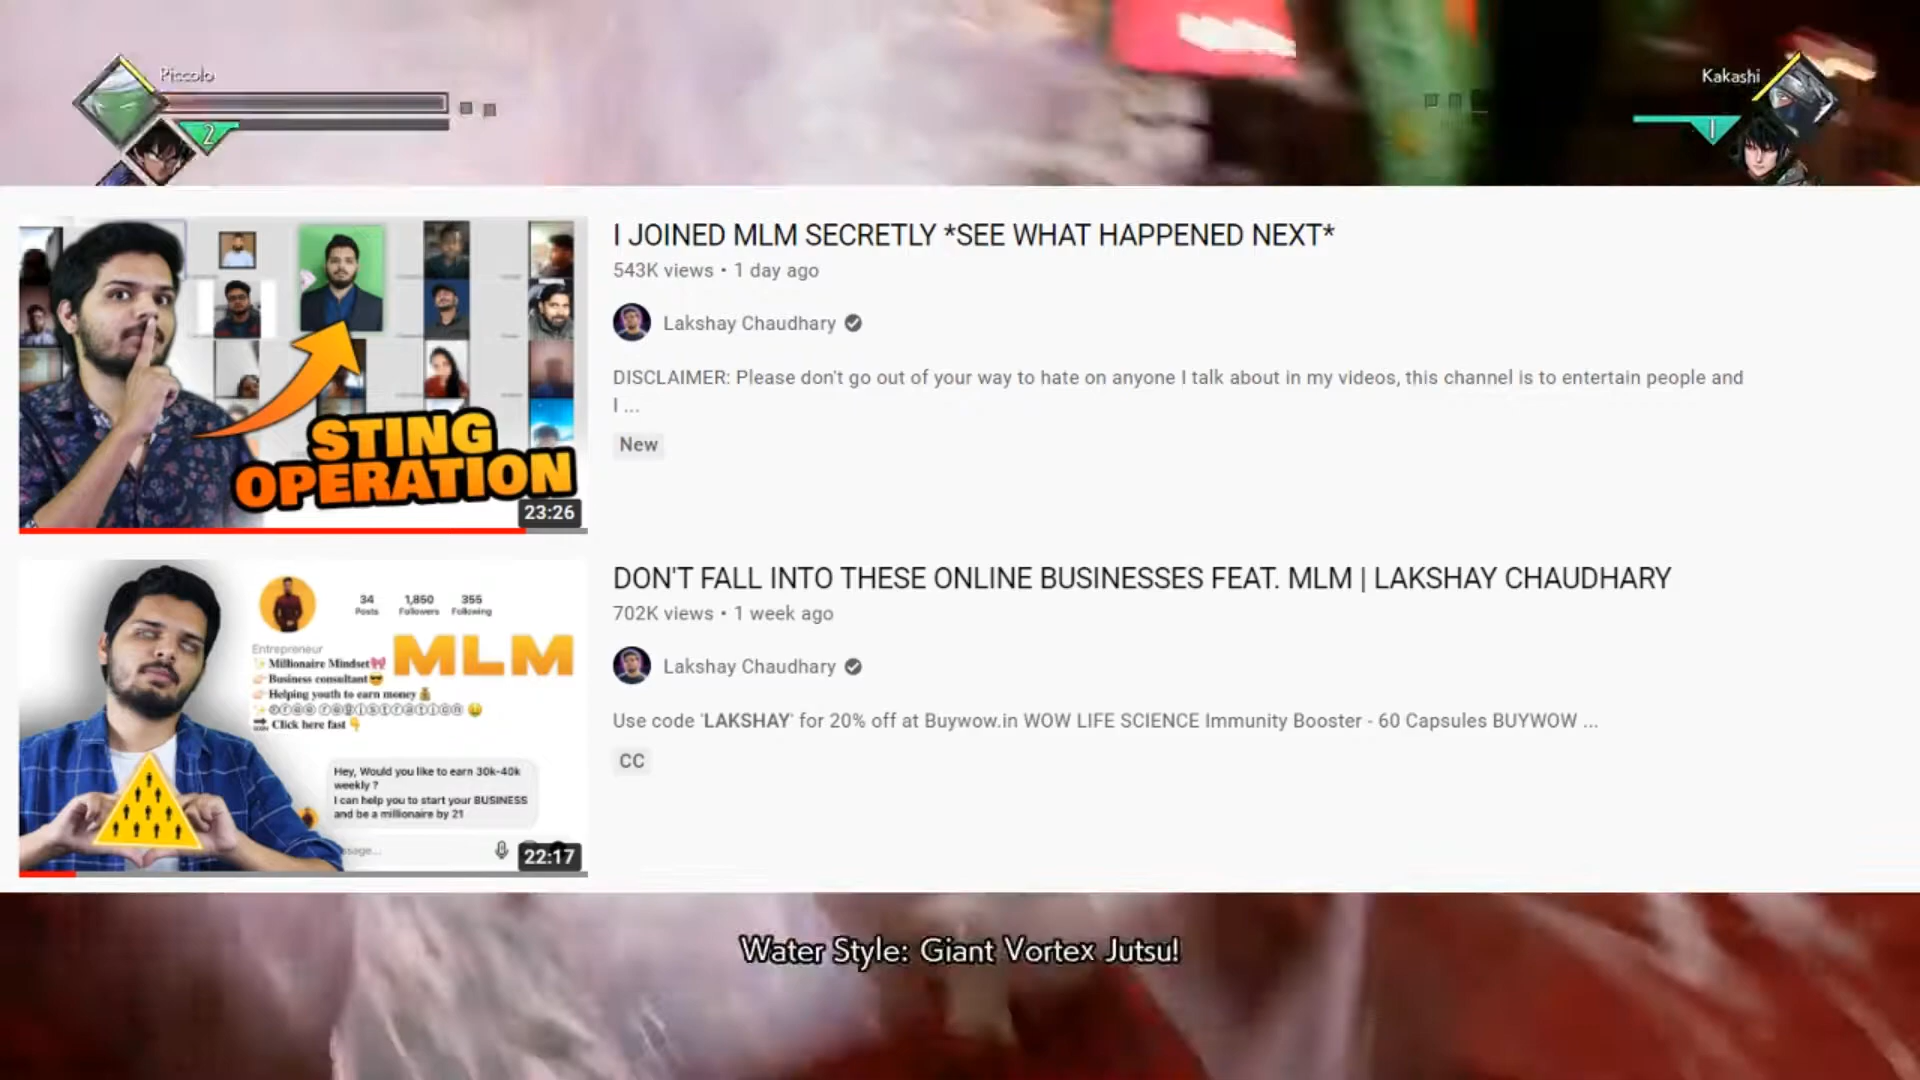 Piccolo
2
Kakashi
1
I JOINED MLM SECRETLY *SEE WHAT HAPPENED NEXT*
543K views • 1 day ago
Lakshay Chaudhary
DISCLAIMER: Please don't go out of your way to hate on anyone I talk about in my videos, this channel is to entertain people and
I ...
New
STING
OPERATION
23:26
DON'T FALL INTO THESE ONLINE BUSINESSES FEAT. MLM | LAKSHAY CHAUDHARY
702K views • 1 week ago
Lakshay Chaudhary
Use code 'LAKSHAY' for 20% off at Buywow.in WOW LIFE SCIENCE Immunity Booster - 60 Capsules BUYWOW ...
CC
34 1,850 355
Posts Followers Following
MLM
Entrepreneur
Millionaire Mindset
Business consultant
Helping youth to earn money
ⓕⓡⓔⓔ ⓡⓔⓖⓘⓢⓣⓡⓐⓣⓘⓞⓝ
Click here fast
Hey, Would you like to earn 30k-40k
weekly ?
I can help you to start your BUSINESS
and be a millionaire by 21
ssage...
22:17
Water Style: Giant Vortex Jutsu!